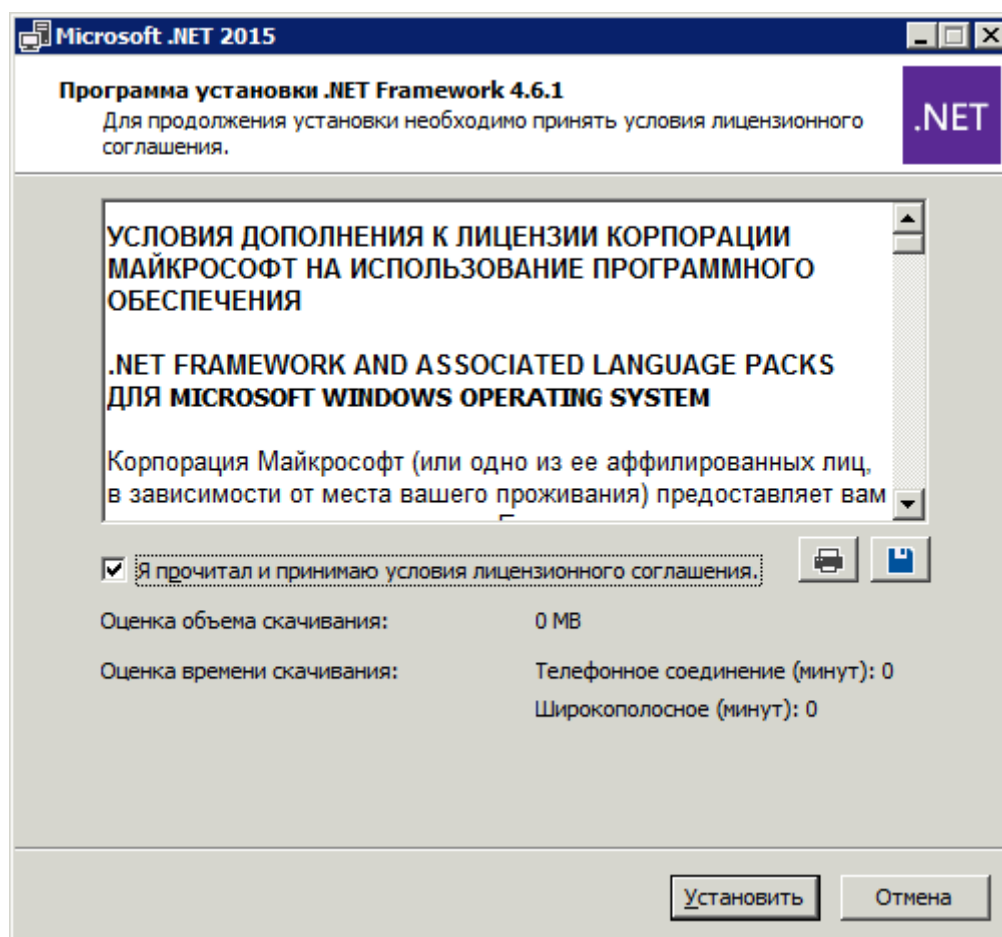 Microsoft .NET 2015
Программа установки .NET Framework 4.6.1
Для продолжения установки необходимо принять условия лицензионного
соглашения.
.NET
УСЛОВИЯ ДОПОЛНЕНИЯ К ЛИЦЕНЗИИ КОРПОРАЦИИ
МАЙКРОСОФТ НА ИСПОЛЬЗОВАНИЕ ПРОГРАММНОГО
ОБЕСПЕЧЕНИЯ
.NET FRAMEWORK AND ASSOCIATED LANGUAGE PACKS
ДЛЯ MICROSOFT WINDOWS OPERATING SYSTEM
Корпорация Майкрософт (или одно из ее аффилированных лиц,
в зависимости от места вашего проживания) предоставляет вам
Я прочитал и принимаю условия лицензионного соглашения.
Оценка объема скачивания: 0 MB
Оценка времени скачивания: Телефонное соединение (минут): 0
Широкополосное (минут): 0
Установить Отмена